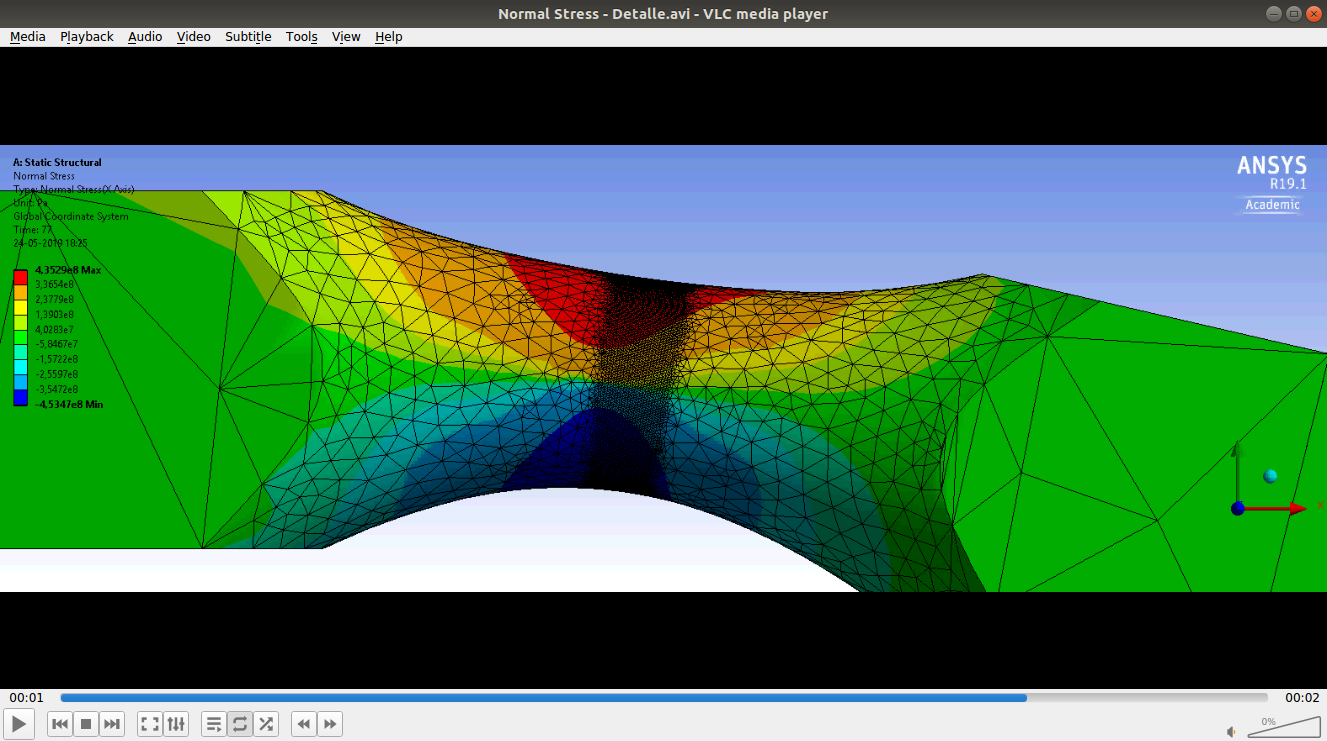 Normal Stress - Detalle.avi - VLC media player
Media Playback Audio Video Subtitle Tools View Help
A: Static Structural
Normal Stress
Type: Normal Stress(X Axis)
Unit: Pa
Global Coordinate System
Time: 77
24-05-2019 18:25
4,3529e8 Max
3,3654e8
2,3779e8
1,3903e8
4,0283e7
-5,8467e7
-1,5722e8
-2,5597e8
-3,5472e8
-4,5347e8 Min
ANSYS
R19.1
Academic
X
00:01
00:02
0%